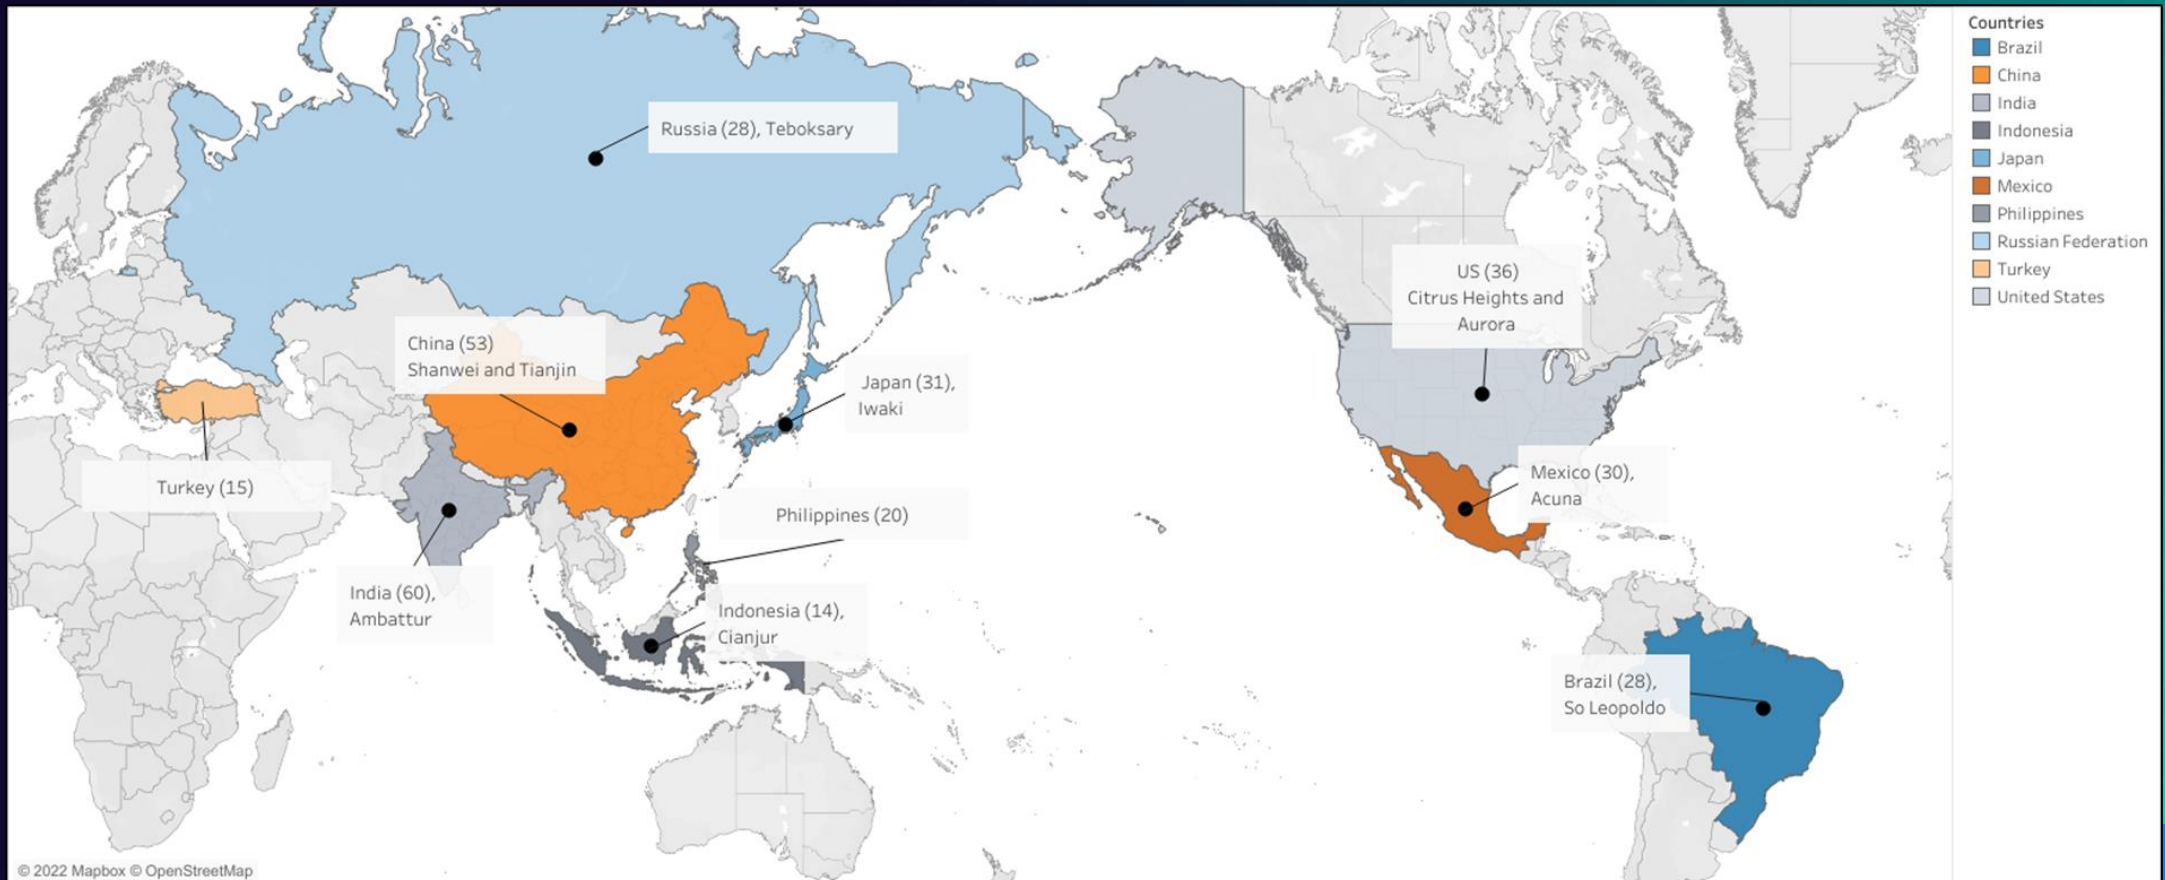 Russia (28), Teboksary
US (36)
Citrus Heights and
Aurora
China (53)
Shanwei and Tianjin
Japan (31),
Iwaki
Turkey (15)
Mexico (30),
Acuna
Philippines (20)
India (60),
Ambattur
Indonesia (14),
Cianjur
Brazil (28),
So Leopoldo
© 2022 Mapbox © OpenStreetMap
Countries
Brazil
China
India
Indonesia
Japan
Mexico
Philippines
Russian Federation
Turkey
United States